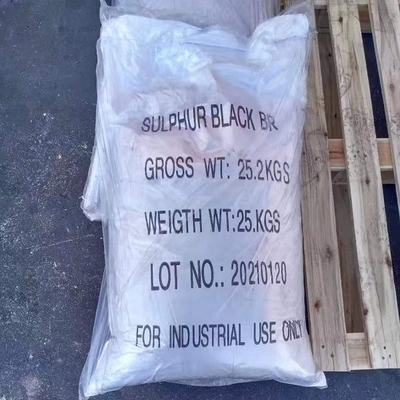 SULPHUR BLACK BR
GROSS WT: 25.2KGS
WEIGTH WT:25.KGS
LOT NO.: 20210120
FOR INDUSTRIAL USE ONLY